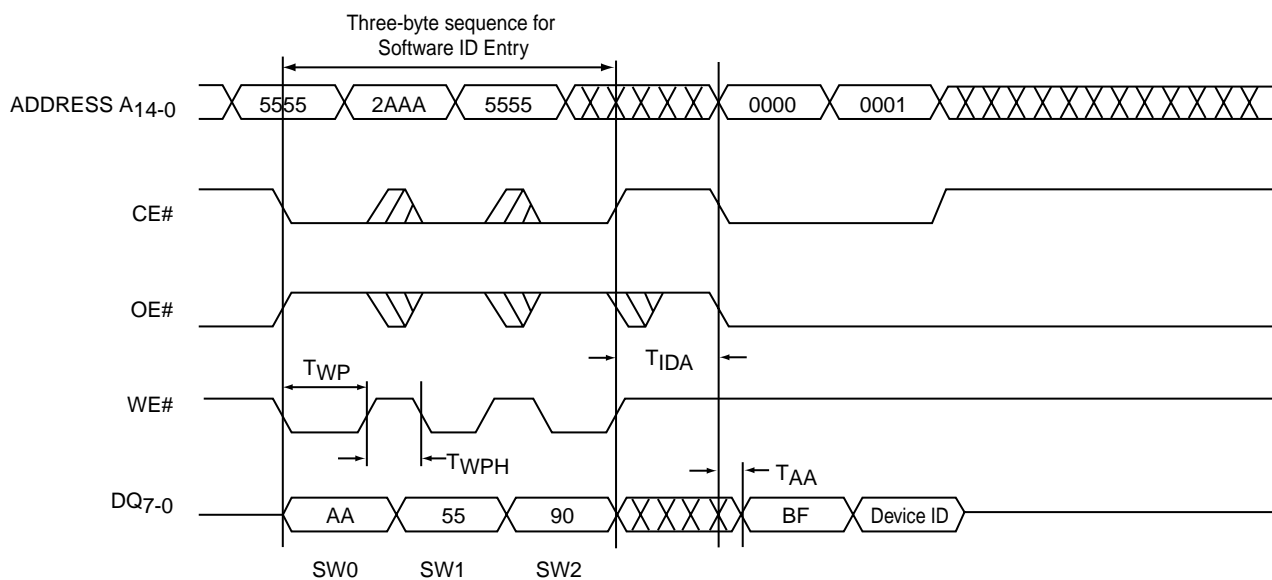 Three-byte sequence for
Software ID Entry
ADDRESS A14-0
5555 2AAA 5555 0000 0001
CE#
OE#
TIDA
TWP
WE#
TWPH
TAA
DQ7-0
AA 55 90 BF Device ID
SW0 SW1 SW2